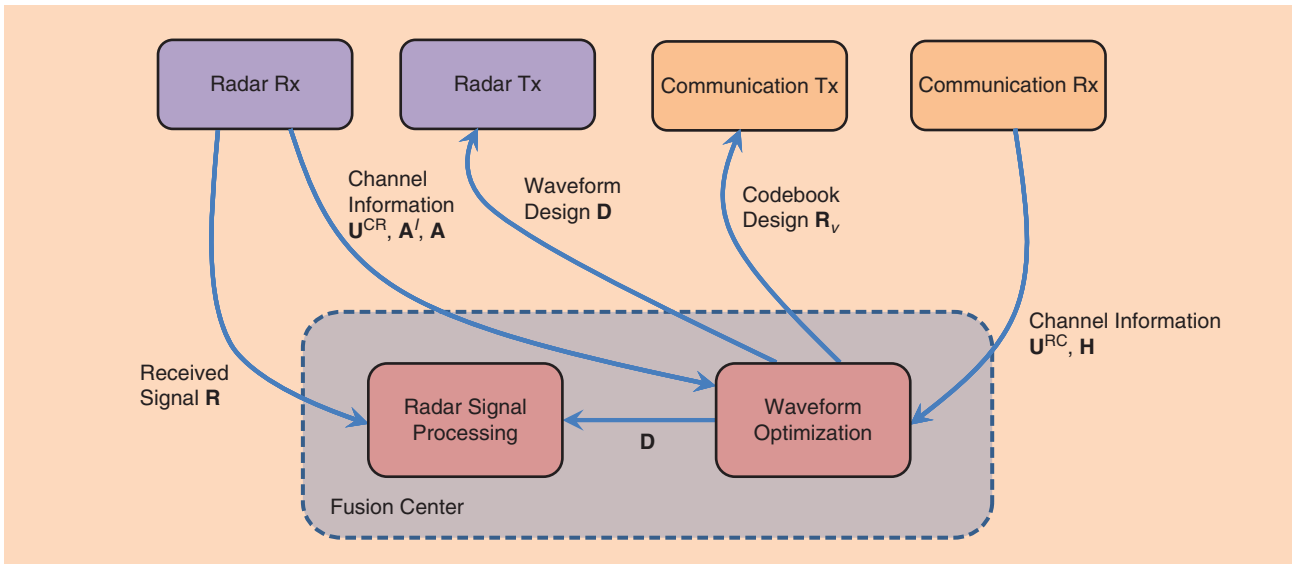 Radar Rx
Radar Tx
Communication Tx
Communication Rx
Channel
Information
U^CR, A^I, A
Waveform
Design D
Codebook
Design R_v
Channel Information
U^RC, H
Received
Signal R
Radar Signal
Processing
D
Waveform
Optimization
Fusion Center